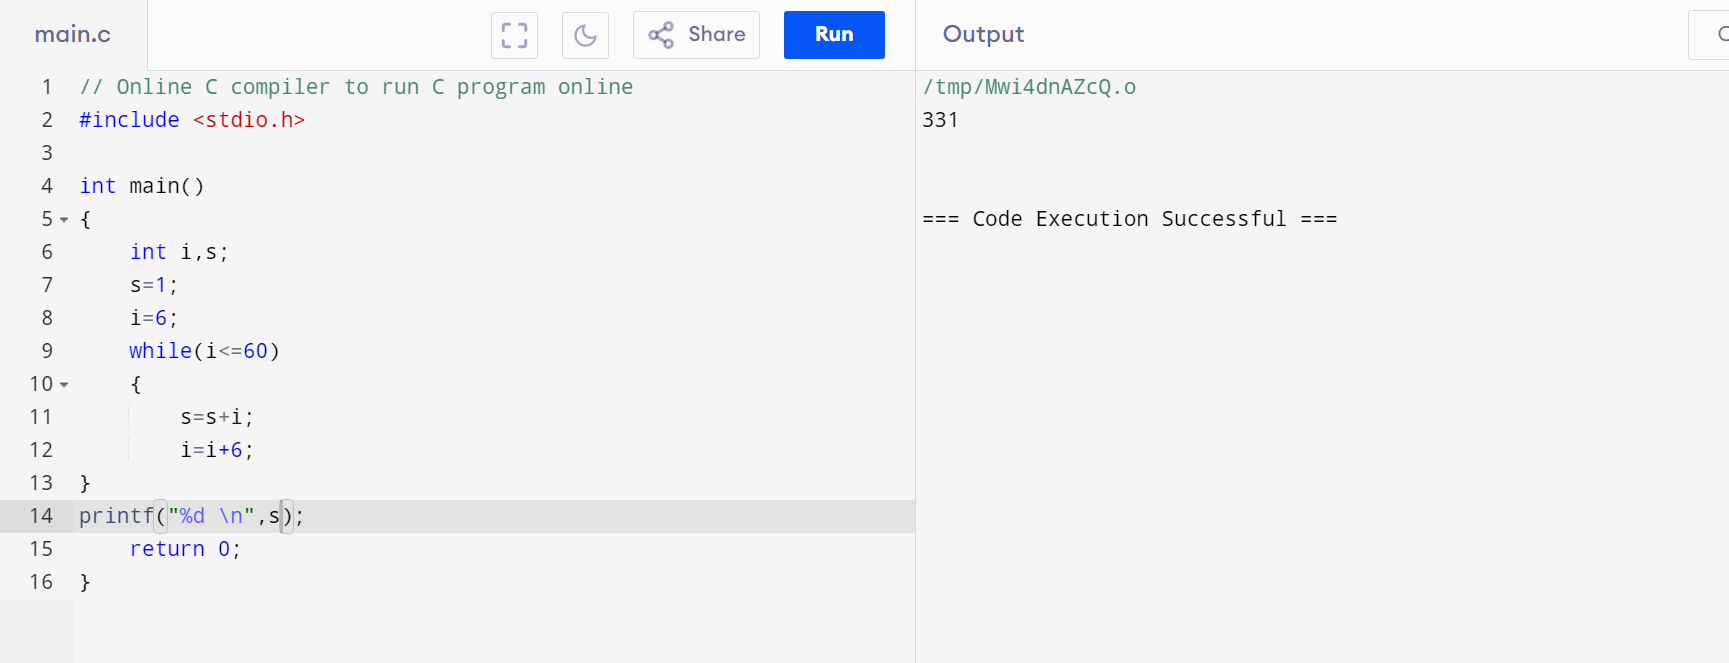 main.c
Share
Run
Output
1 // Online C compiler to run C program online
2 #include <stdio.h>
3
4 int main()
5 {
6     int i,s;
7     s=1;
8     i=6;
9     while(i<=60)
10     {
11         s=s+i;
12         i=i+6;
13 }
14 printf("%d \n",s);
15     return 0;
16 }
/tmp/Mwi4dnAZcQ.o
331
=== Code Execution Successful ===